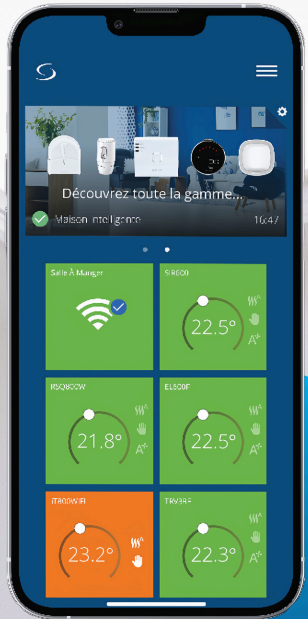 Découvrez toute la gamme...
Maison Intelligente 16:47
Salle À Manger
SIR600
22.5°
RSQ800W
21.8°
EL600F
22.5°
iT800WIFI
23.2°
TRV3RF
22.3°